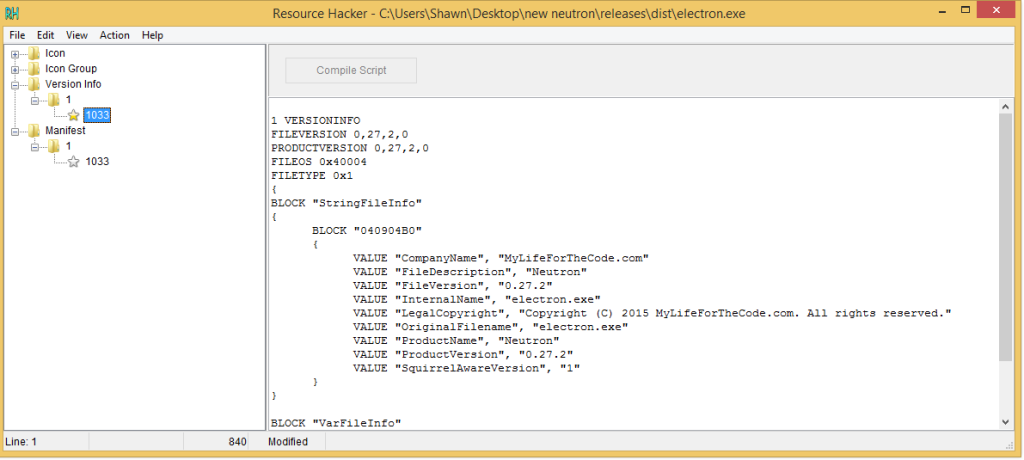 RH Resource Hacker - C:\Users\Shawn\Desktop\new neutron\releases\dist\electron.exe
File Edit View Action Help
Icon
Icon Group
Version Info
1
1033
Manifest
1
1033
Compile Script
1 VERSIONINFO
FILEVERSION 0,27,2,0
PRODUCTVERSION 0,27,2,0
FILEOS 0x40004
FILETYPE 0x1
{
BLOCK "StringFileInfo"
{
BLOCK "040904B0"
{
VALUE "CompanyName", "MyLifeForTheCode.com"
VALUE "FileDescription", "Neutron"
VALUE "FileVersion", "0.27.2"
VALUE "InternalName", "electron.exe"
VALUE "LegalCopyright", "Copyright (C) 2015 MyLifeForTheCode.com. All rights reserved."
VALUE "OriginalFilename", "electron.exe"
VALUE "ProductName", "Neutron"
VALUE "ProductVersion", "0.27.2"
VALUE "SquirrelAwareVersion", "1"
}
}
BLOCK "VarFileInfo"
Line: 1 840 Modified